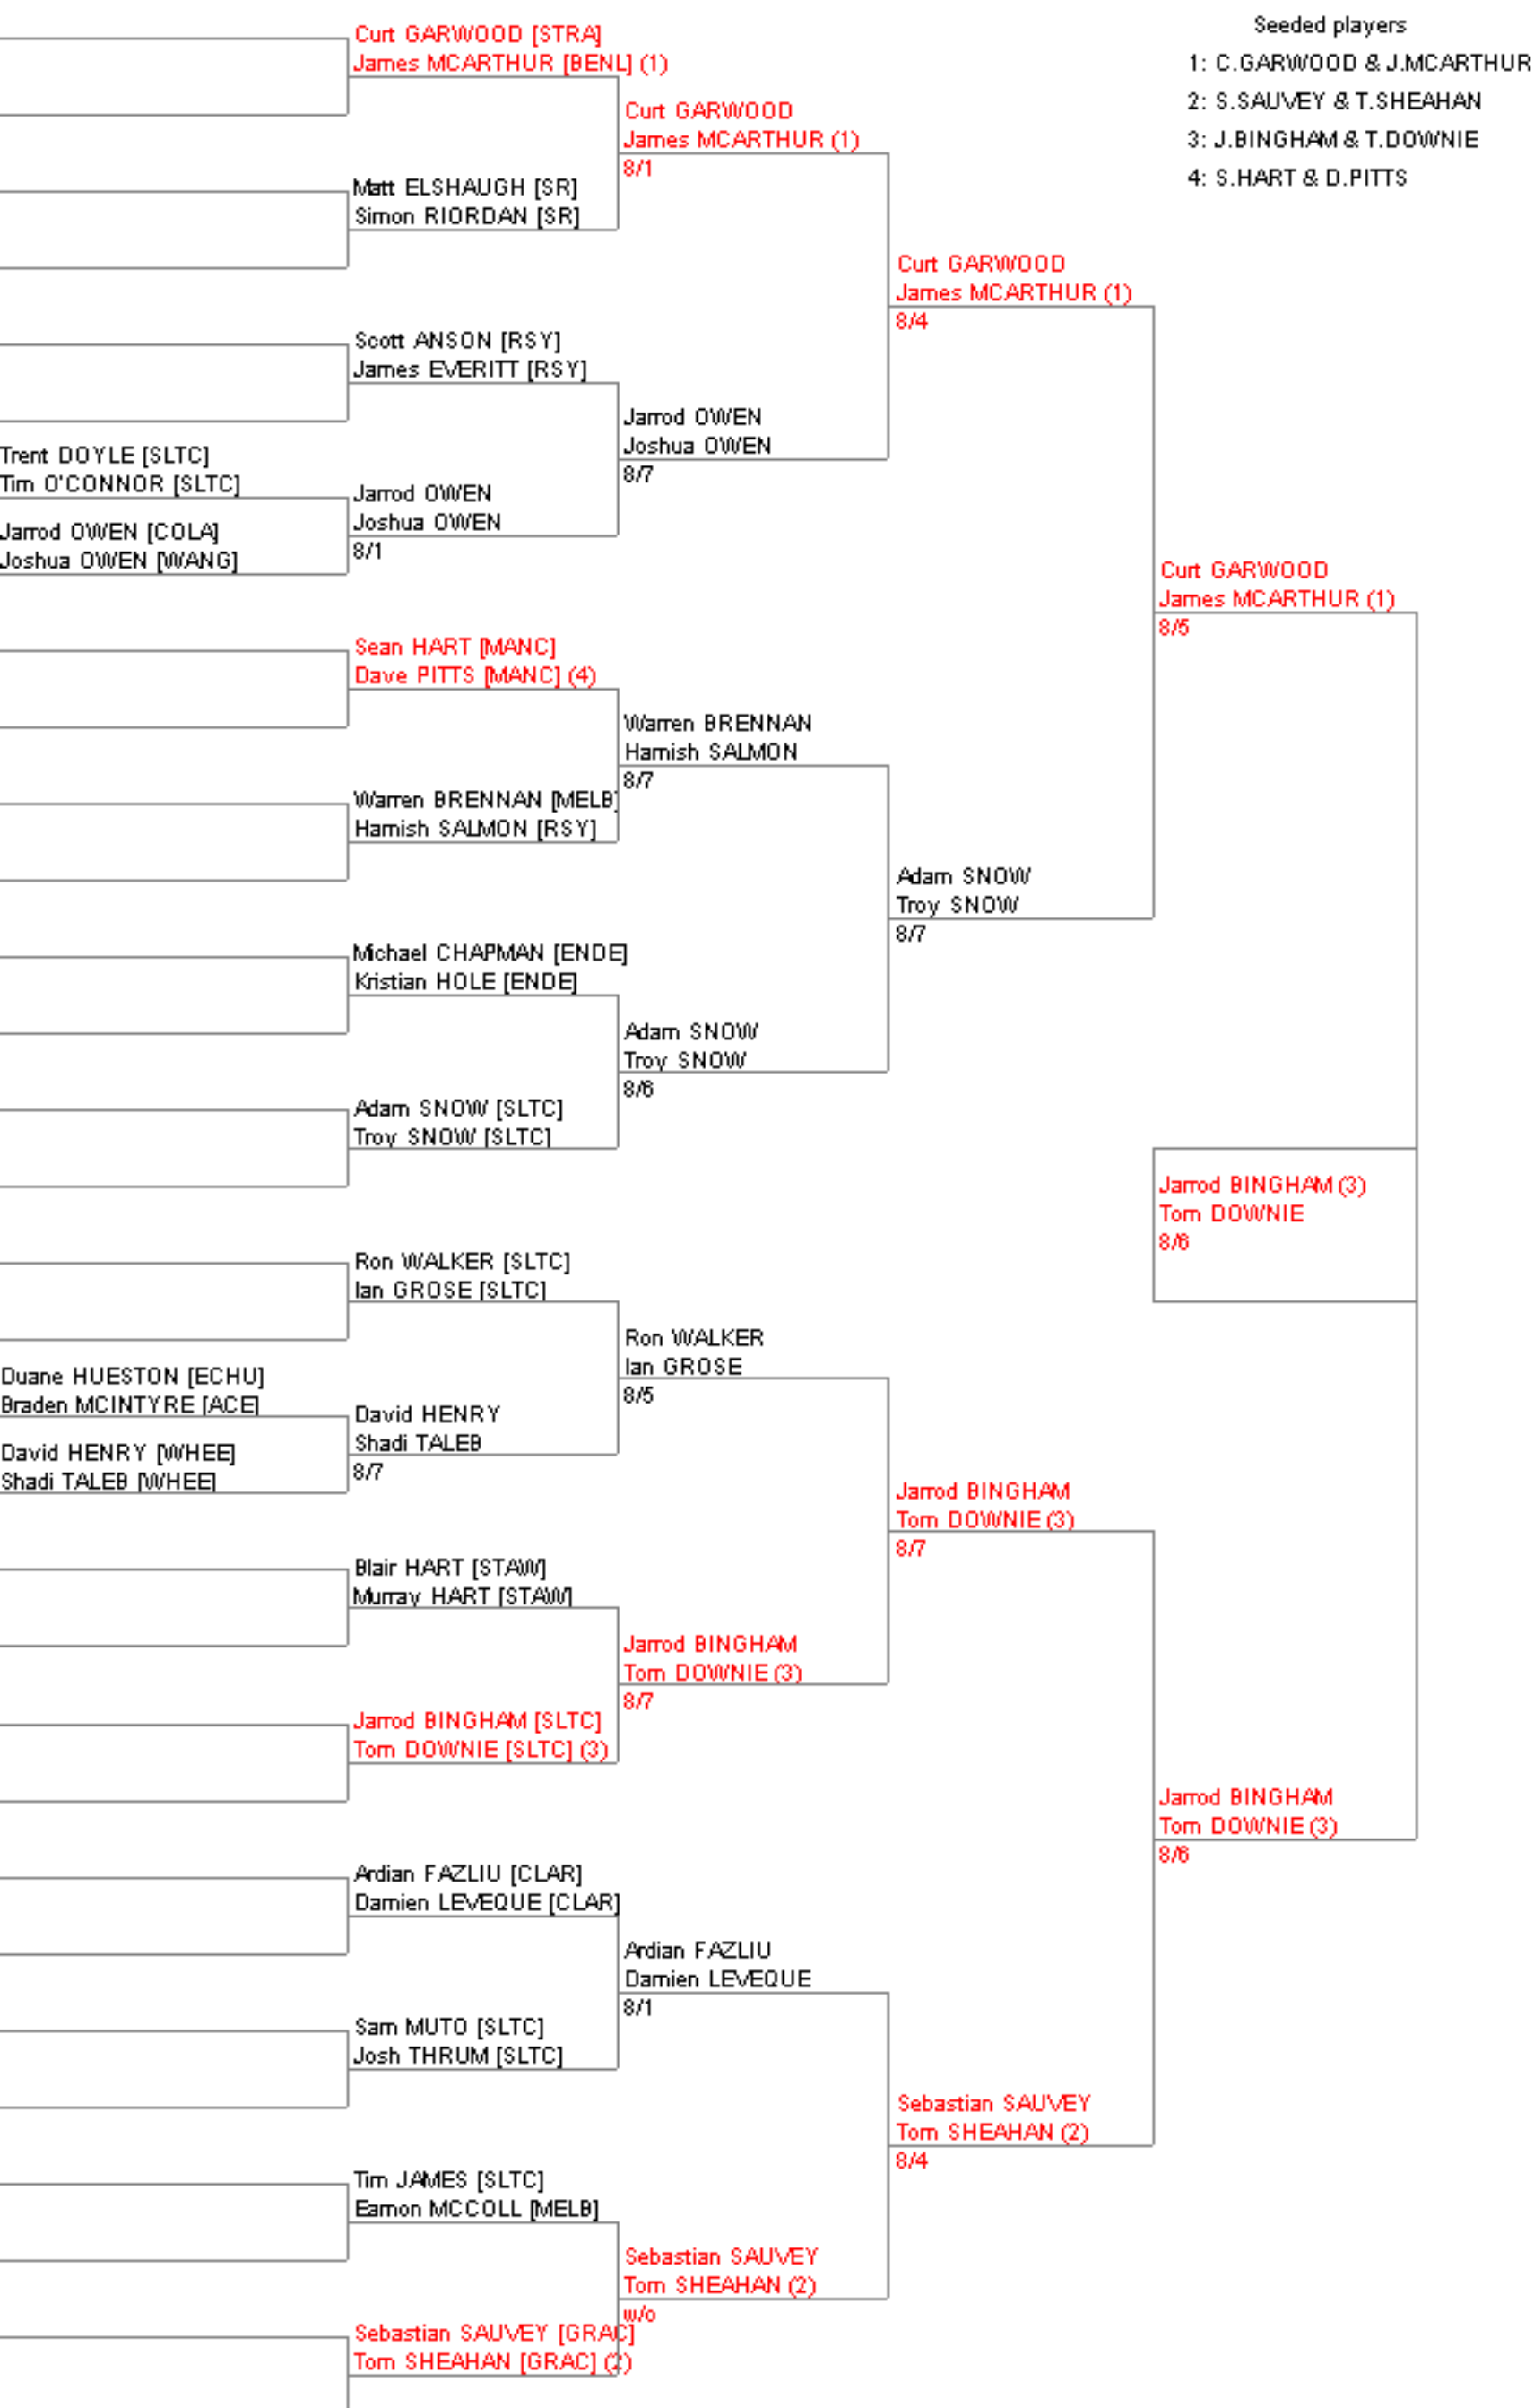 Seeded players
1: C.GARWOOD & J.MCARTHUR
2: S.SAUVEY & T.SHEAHAN
3: J.BINGHAM & T.DOWNIE
4: S.HART & D.PITTS
Trent DOYLE [SLTC]
Tim O'CONNOR [SLTC]
Jarrod OWEN [COLA]
Joshua OWEN [WANG]
Duane HUESTON [ECHU]
Braden MCINTYRE [ACE]
David HENRY [WHEE]
Shadi TALEB [WHEE]
Curt GARWOOD [STRA]
James MCARTHUR [BENL] (1)
Matt ELSHAUGH [SR]
Simon RIORDAN [SR]
Scott ANSON [RSY]
James EVERITT [RSY]
Jarrod OWEN
Joshua OWEN
8/1
Sean HART [MANC]
Dave PITTS [MANC] (4)
Warren BRENNAN [MELB]
Hamish SALMON [RSY]
Michael CHAPMAN [ENDE]
Kristian HOLE [ENDE]
Adam SNOW [SLTC]
Troy SNOW [SLTC]
Ron WALKER [SLTC]
Ian GROSE [SLTC]
David HENRY
Shadi TALEB
8/7
Blair HART [STAW]
Murray HART [STAW]
Jarrod BINGHAM [SLTC]
Tom DOWNIE [SLTC] (3)
Ardian FAZLIU [CLAR]
Damien LEVEQUE [CLAR]
Sam MUTO [SLTC]
Josh THRUM [SLTC]
Tim JAMES [SLTC]
Eamon MCCOLL [MELB]
Sebastian SAUVEY [GRAC]
Tom SHEAHAN [GRAC] (2)
Curt GARWOOD
James MCARTHUR (1)
8/1
Jarrod OWEN
Joshua OWEN
8/7
Warren BRENNAN
Hamish SALMON
8/7
Adam SNOW
Troy SNOW
8/6
Ron WALKER
Ian GROSE
8/5
Jarrod BINGHAM
Tom DOWNIE (3)
8/7
Ardian FAZLIU
Damien LEVEQUE
8/1
Sebastian SAUVEY
Tom SHEAHAN (2)
w/o
Curt GARWOOD
James MCARTHUR (1)
8/4
Adam SNOW
Troy SNOW
8/7
Jarrod BINGHAM
Tom DOWNIE (3)
8/7
Sebastian SAUVEY
Tom SHEAHAN (2)
8/4
Curt GARWOOD
James MCARTHUR (1)
8/5
Jarrod BINGHAM (3)
Tom DOWNIE
8/6
Jarrod BINGHAM
Tom DOWNIE (3)
8/6